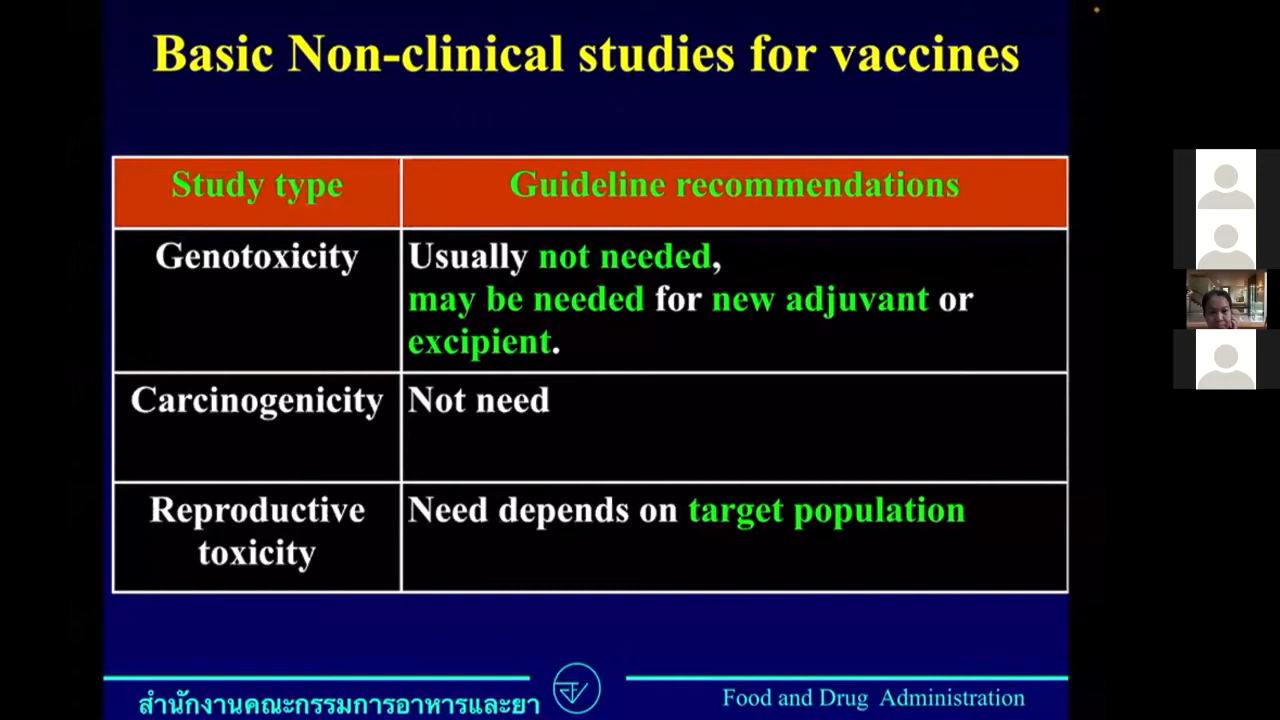 Basic Non-clinical studies for vaccines
Study type
Guideline recommendations
Genotoxicity
Usually not needed,
may be needed for new adjuvant or
excipient.
Carcinogenicity
Not need
Reproductive
toxicity
Need depends on target population
สำนักงานคณะกรรมการอาหารและยา
Food and Drug Administration